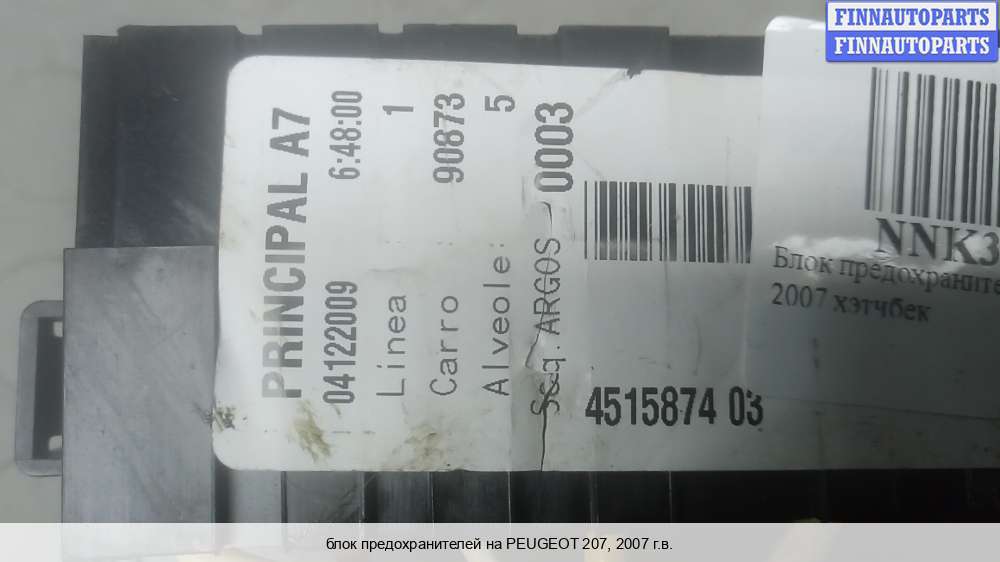 FINNAUTOPARTS
FINNAUTOPARTS
PRINCIPAL A7
04122009 6:48:00
Linea 1
Carro 90873
Alveole: 5
Seq. ARGOS 0003
4515874 03
NNK3
Блок предохраните
2007 хэтчбек
блок предохранителей на PEUGEOT 207, 2007 г.в.